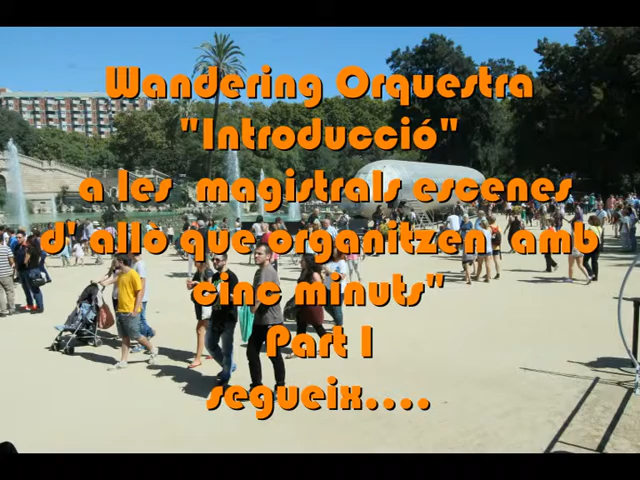 Wandering Orquestra
"Introducció"
a les magistrals escenes
d' allò que organitzen amb
cinc minuts"
Part I
segueix....